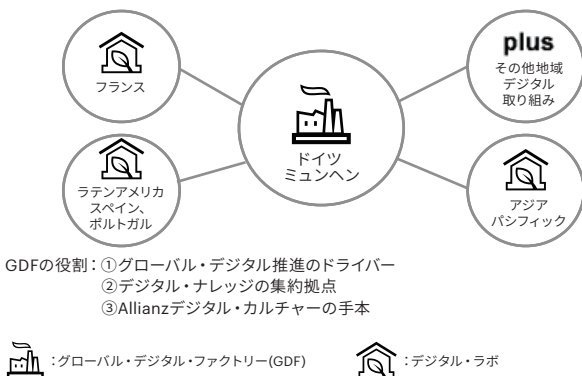 フランス
plus
その他地域
デジタル
取り組み
ドイツ
ミュンヘン
ラテンアメリカ
スペイン、
ポルトガル
アジア
パシフィック
GDFの役割：①グローバル・デジタル推進のドライバー
②デジタル・ナレッジの集約拠点
③Allianzデジタル・カルチャーの手本
：グローバル・デジタル・ファクトリー(GDF)
：デジタル・ラボ